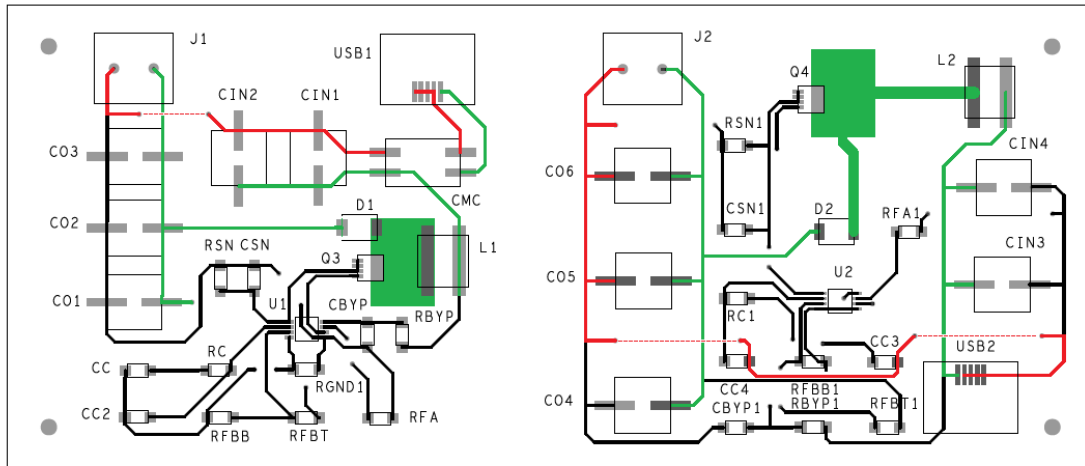 J1
USB1
J2
Q4
L2
CIN2
CIN1
RSN1
CO3
CO6
CIN4
CMC
D1
CSN1
D2
RFA1
CO2
RSN
CSN
L1
Q3
CIN3
CO5
U2
CO1
U1
CBYP
RBYP
RC1
CC
RC
CC3
USB2
RGND1
CC4
RFBB1
CC2
RFBB
RFBT
RFA
CO4
CBYP1
RBYP1
RFBT1